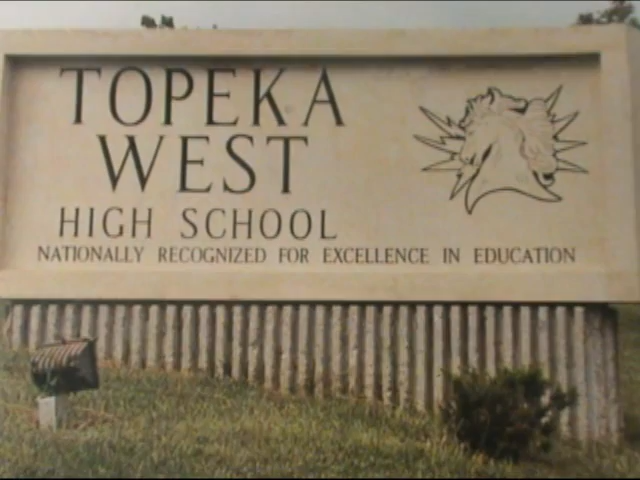 TOPEKA
WEST
HIGH SCHOOL
NATIONALLY RECOGNIZED FOR EXCELLENCE IN EDUCATION